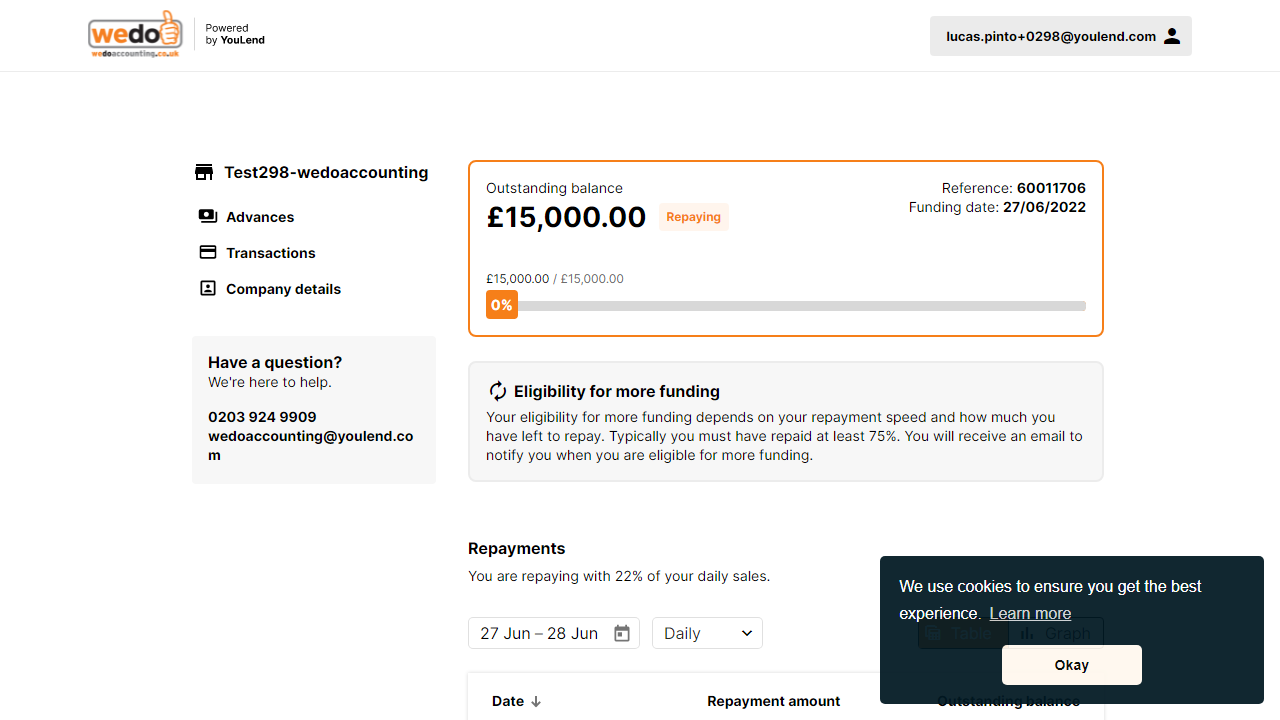 wedo
wedoaccounting.co.uk
Powered
by YouLend
lucas.pinto+0298@youlend.com
Test298-wedoaccounting
Advances
Transactions
Company details
Have a question?
We're here to help.
0203 924 9909
wedoaccounting@youlend.co
m
Outstanding balance
£15,000.00 Repaying
Reference: 60011706
Funding date: 27/06/2022
£15,000.00 / £15,000.00
0%
Eligibility for more funding
Your eligibility for more funding depends on your repayment speed and how much you
have left to repay. Typically you must have repaid at least 75%. You will receive an email to
notify you when you are eligible for more funding.
Repayments
You are repaying with 22% of your daily sales.
27 Jun – 28 Jun
Daily
Table
Graph
Date
Repayment amount
Outstanding balance
We use cookies to ensure you get the best
experience. Learn more
Okay